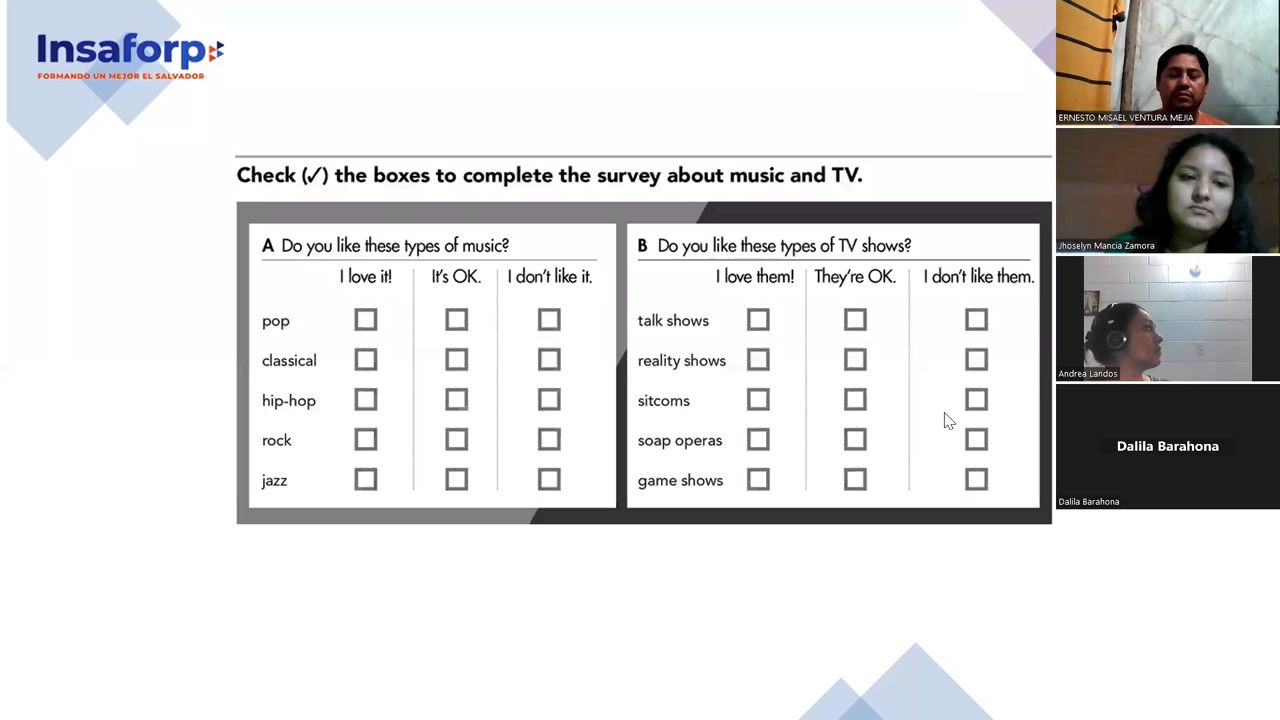 Insaforp
FORMANDO UN MEJOR EL SALVADOR
Check (✓) the boxes to complete the survey about music and TV.
A Do you like these types of music?
I love it! It's OK. I don't like it.
pop
classical
hip-hop
rock
jazz
B Do you like these types of TV shows?
I love them! They're OK. I don't like them.
talk shows
reality shows
sitcoms
soap operas
game shows
ERNESTO MISAEL VENTURA MEJIA
Jhoselyn Mancia Zamora
Andrea Landos
Dalila Barahona
Dalila Barahona